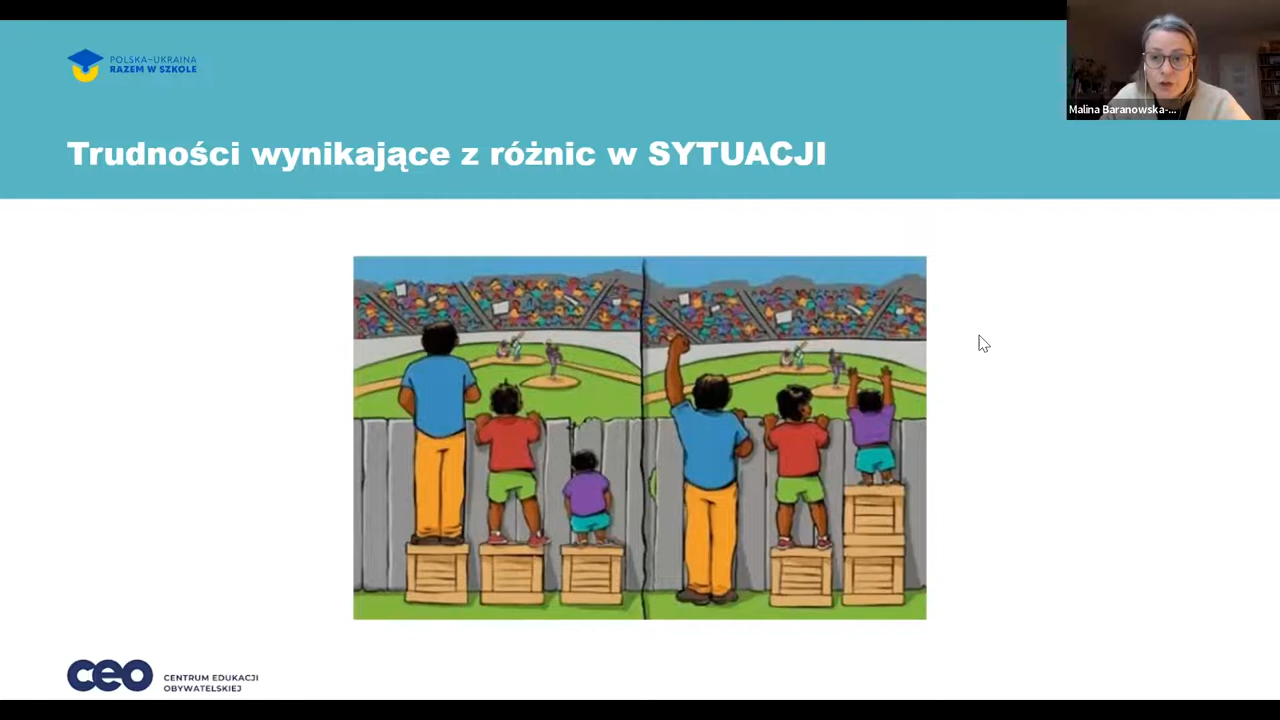 POLSKA-UKRAINA
RAZEM W SZKOLE
Malina Baranowska-...
Trudności wynikające z różnic w SYTUACJI
ceo
CENTRUM EDUKACJI
OBYWATELSKIEJ